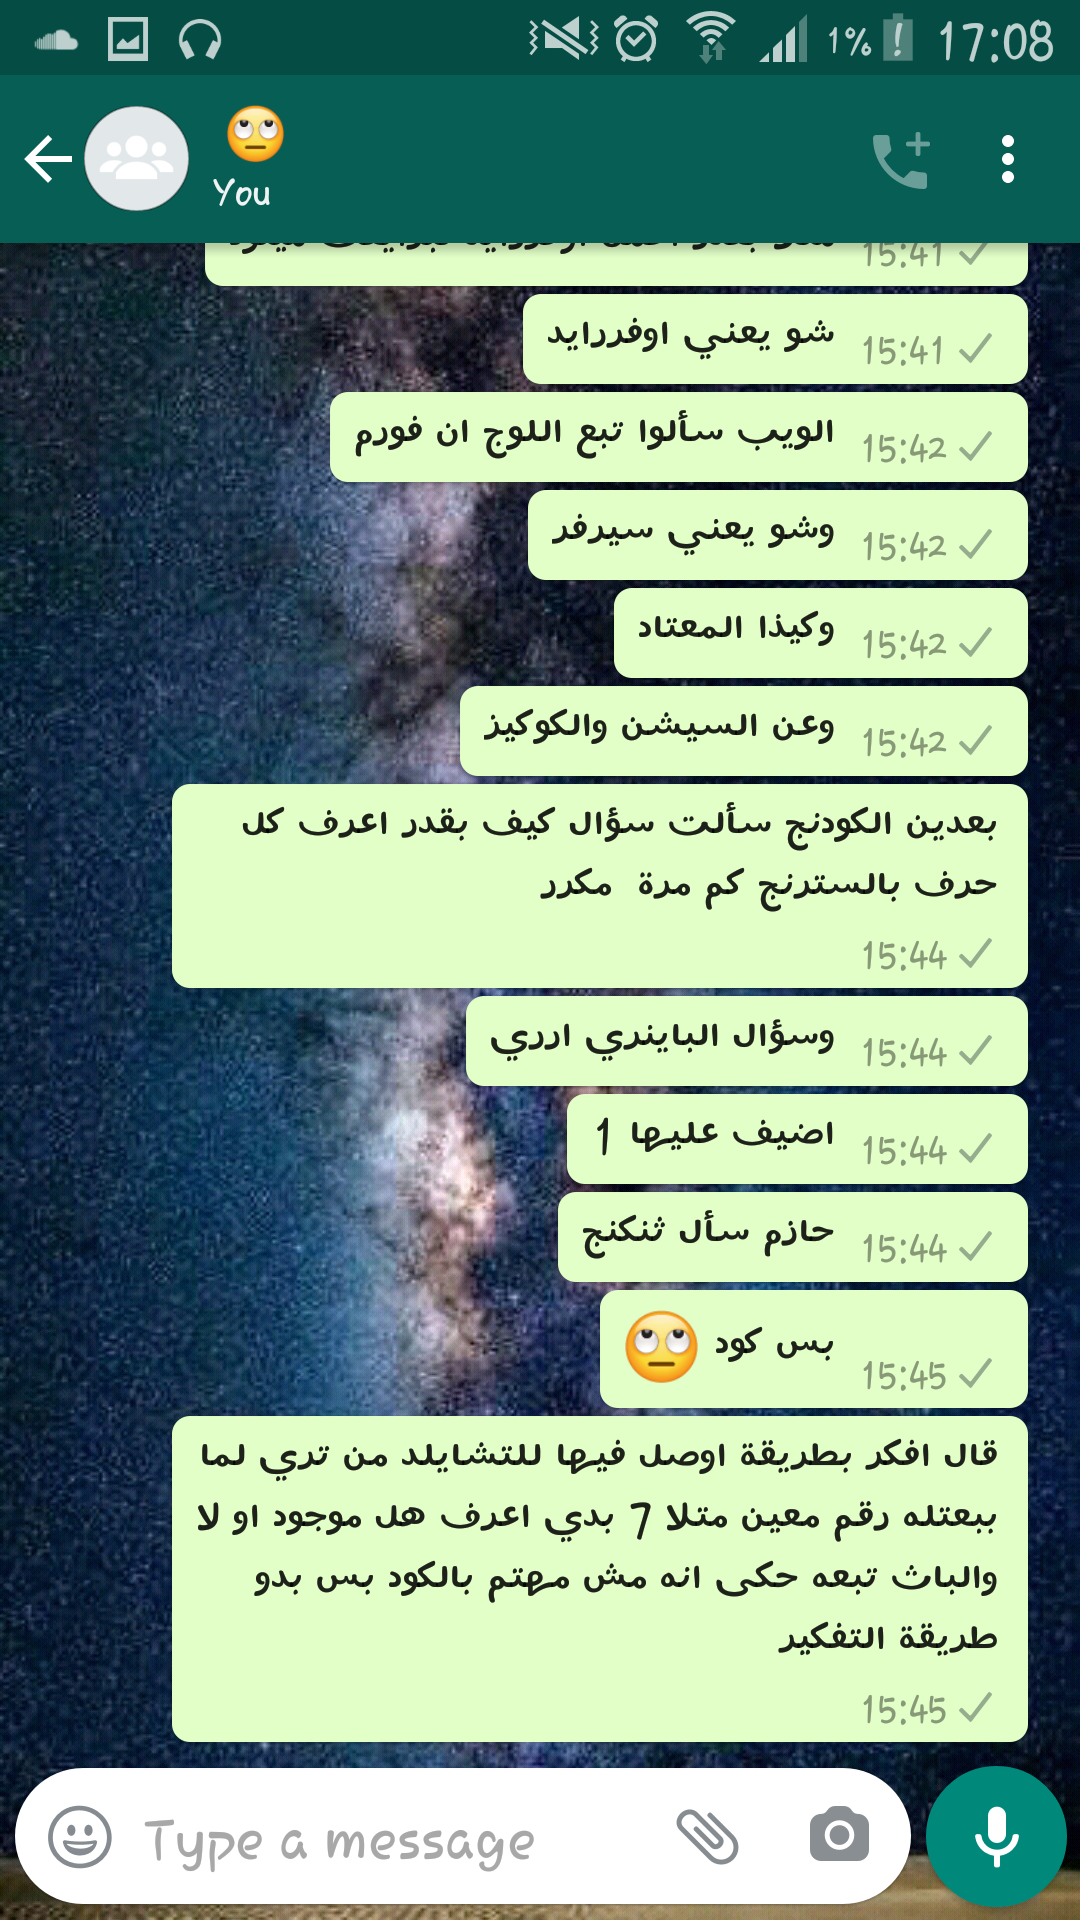 1% 17:08
🙄
You
15:41
شو يعني اوفررايد 15:41
الويب سألوا تبع اللوج ان فورم 15:42
وشو يعني سيرفر 15:42
وكيذا المعتاد 15:42
وعن السيشن والكوكيز 15:42
بعدين الكودنج سألت سؤال كيف بقدر اعرف كل
حرف بالسترنج كم مرة مكرر
15:44
وسؤال الباينري ارري 15:44
اضيف عليها 1 15:44
حازم سأل ثنكنج 15:44
بس كود 🙄 15:45
قال افكر بطريقة اوصل فيها للتشايلد من تري لما
ببعتله رقم معين متلا 7 بدي اعرف هل موجود او لا
والباث تبعه حكى انه مش مهتم بالكود بس بدو
طريقة التفكير
15:45
Type a message